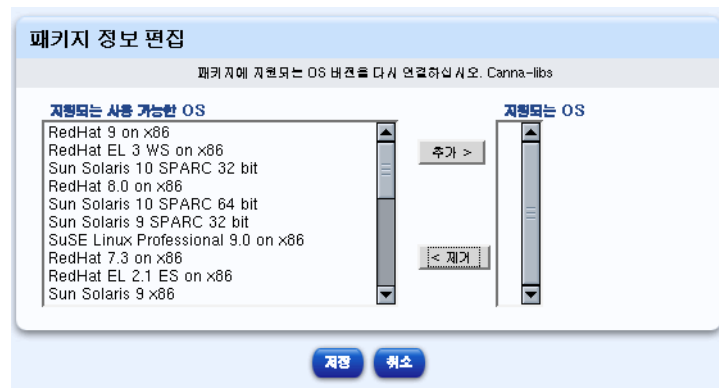 패키지 정보 편집
패키지에 지원되는 OS 버전을 다시 연결하십시오. Canna-libs
지원되는 사용 가능한 OS
지원되는 OS
RedHat 9 on x86
RedHat EL 3 WS on x86
Sun Solaris 10 SPARC 32 bit
RedHat 8.0 on x86
Sun Solaris 10 SPARC 64 bit
Sun Solaris 9 SPARC 32 bit
SuSE Linux Professional 9.0 on x86
RedHat 7.3 on x86
RedHat EL 2.1 ES on x86
Sun Solaris 9 x86
추가 >
< 제거
저장
취소